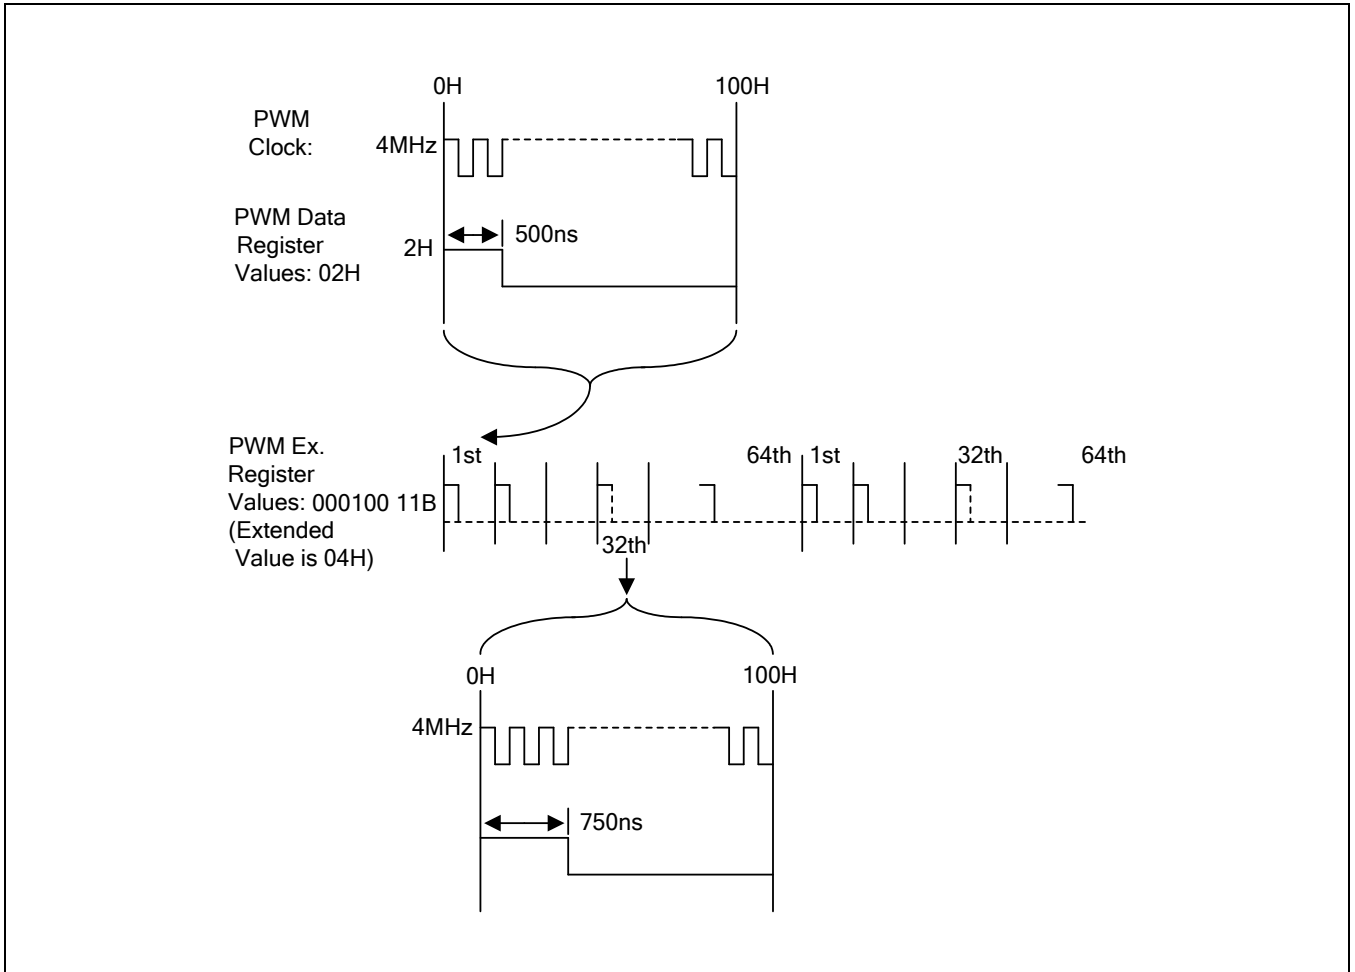 0H 100H
PWM
Clock:
4MHz
PWM Data
Register
Values: 02H
2H
500ns
PWM Ex.
Register
Values: 000100 11B
(Extended
Value is 04H)
1st 64th 1st 32th 64th
32th
0H 100H
4MHz
750ns